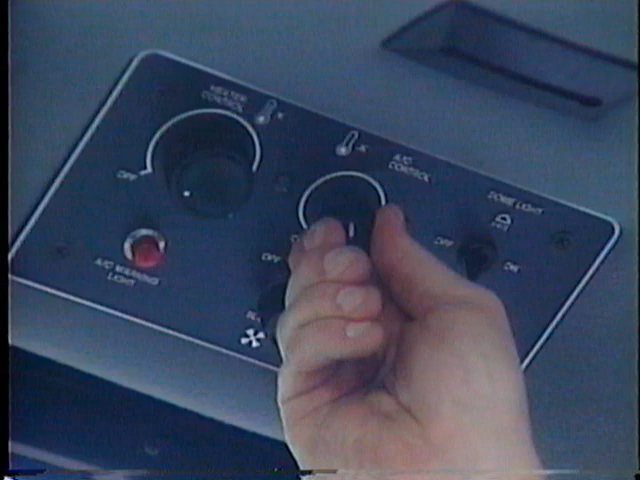 HEATER
CONTROL
OFF
A/C
CONTROL
DOME LIGHT
OFF
ON
OFF
A/C WARNING
LIGHT